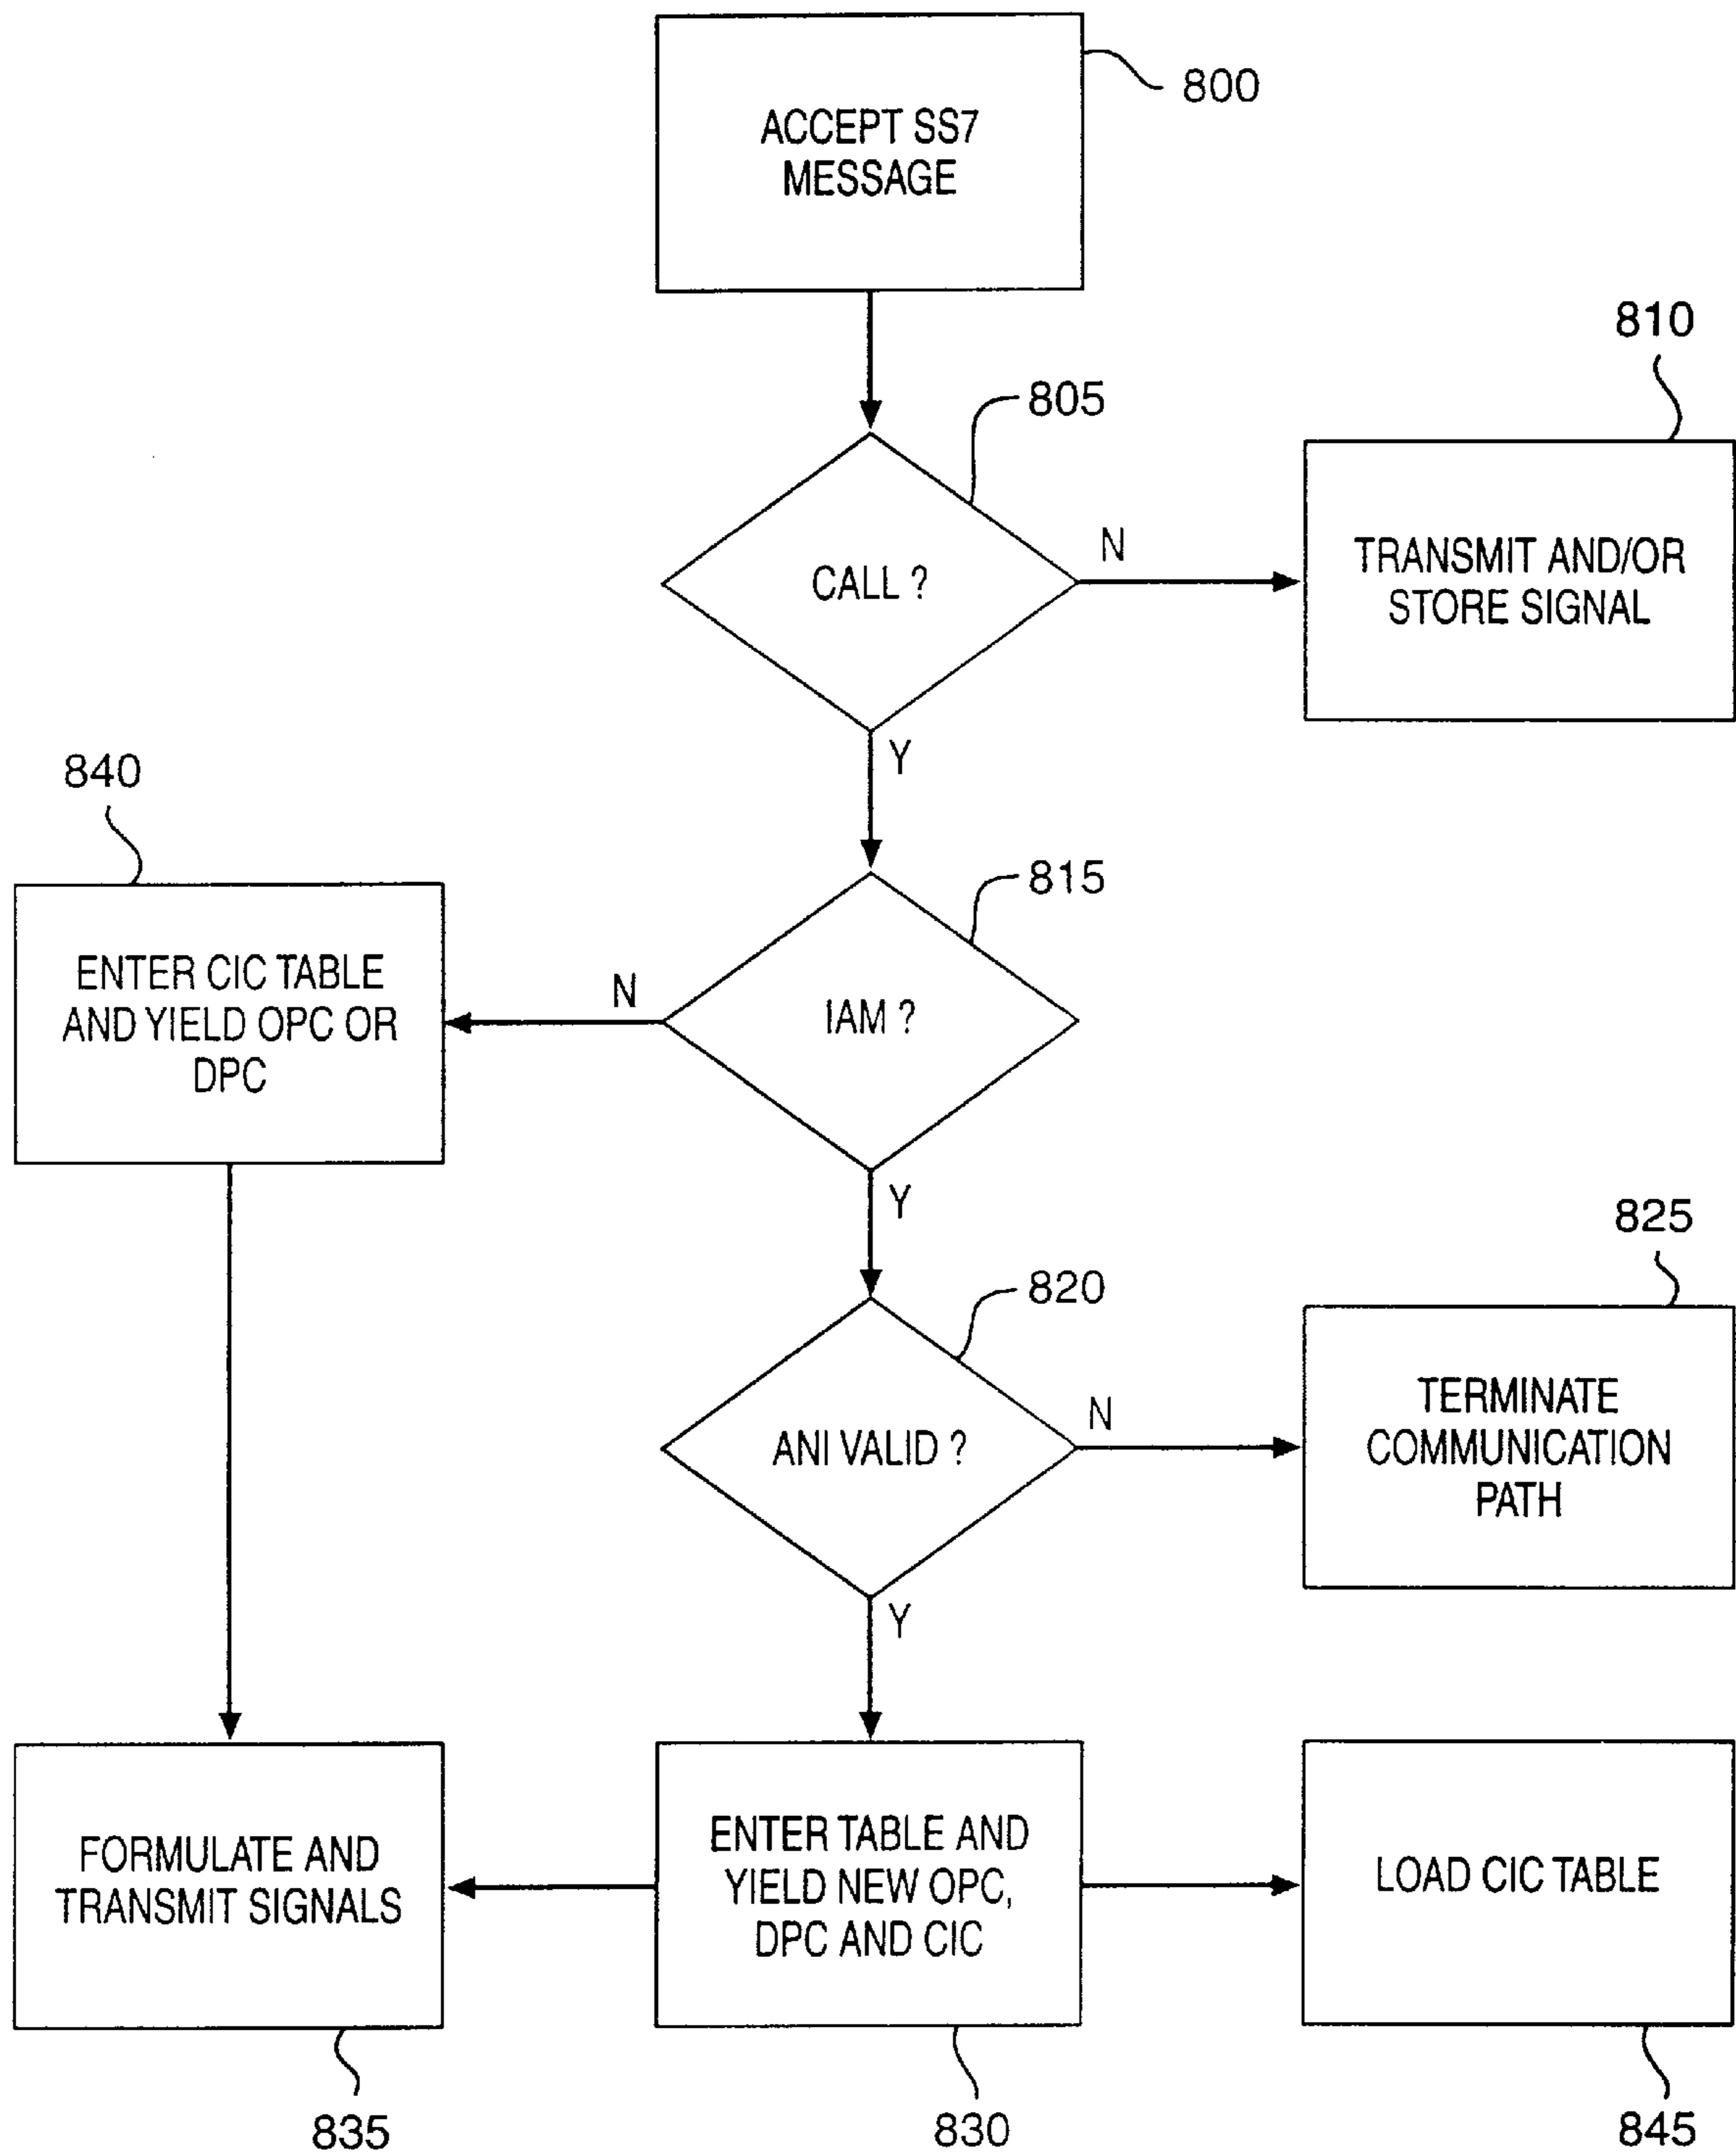 ACCEPT SS7
MESSAGE
800
805
CALL ?
N
810
TRANSMIT AND/OR
STORE SIGNAL
Y
840
ENTER CIC TABLE
AND YIELD OPC OR
DPC
N
815
IAM ?
Y
820
ANI VALID ?
N
825
TERMINATE
COMMUNICATION
PATH
Y
FORMULATE AND
TRANSMIT SIGNALS
835
ENTER TABLE AND
YIELD NEW OPC,
DPC AND CIC
830
LOAD CIC TABLE
845